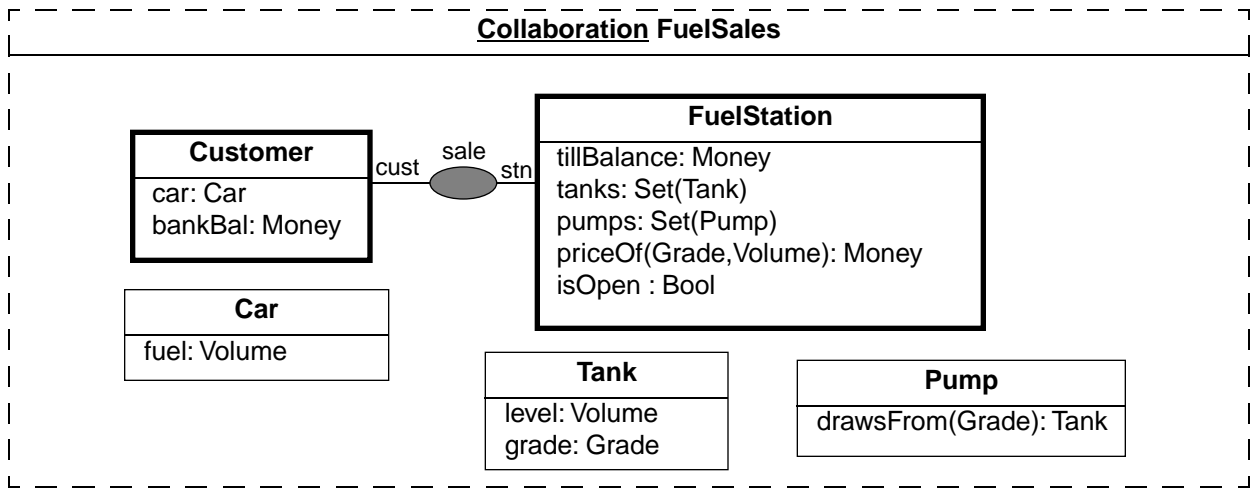 Collaboration FuelSales
Customer
car: Car
bankBal: Money
cust
sale
stn
FuelStation
tillBalance: Money
tanks: Set(Tank)
pumps: Set(Pump)
priceOf(Grade,Volume): Money
isOpen : Bool
Car
fuel: Volume
Tank
level: Volume
grade: Grade
Pump
drawsFrom(Grade): Tank